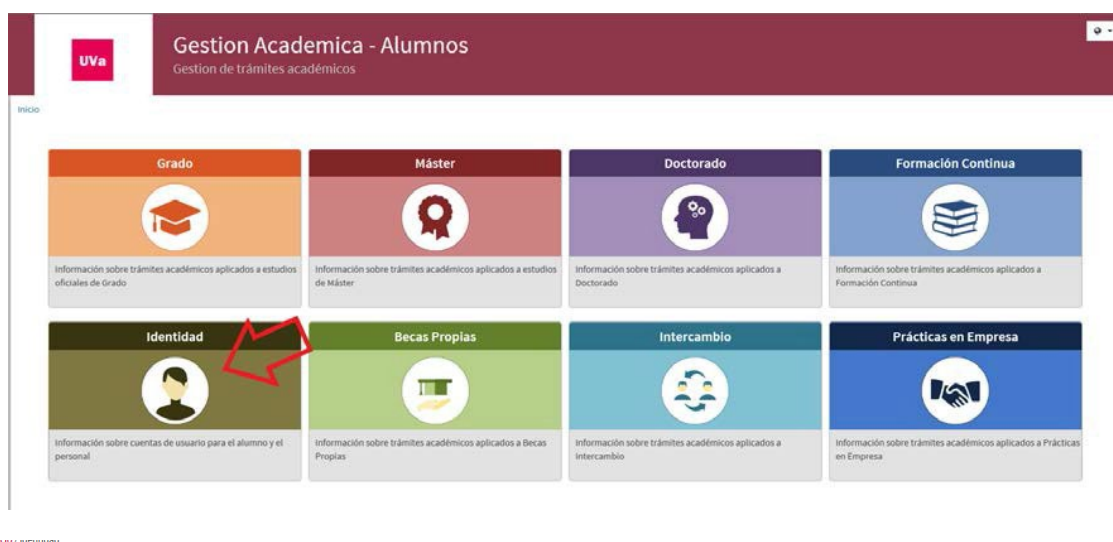 UVa
Gestion Academica - Alumnos
Gestion de trámites académicos
Inicio
Grado
Información sobre trámites académicos aplicados a estudios
oficiales de Grado
Máster
Información sobre trámites académicos aplicados a estudios
de Máster
Doctorado
Información sobre trámites académicos aplicados a
Doctorado
Formación Continua
Información sobre trámites académicos aplicados a
Formación Continua
Identidad
Información sobre cuentas de usuario para el alumno y el
personal
Becas Propias
Información sobre trámites académicos aplicados a Becas
Propias
Intercambio
Información sobre trámites académicos aplicados a
Intercambio
Prácticas en Empresa
Información sobre trámites académicos aplicados a Prácticas
en Empresa